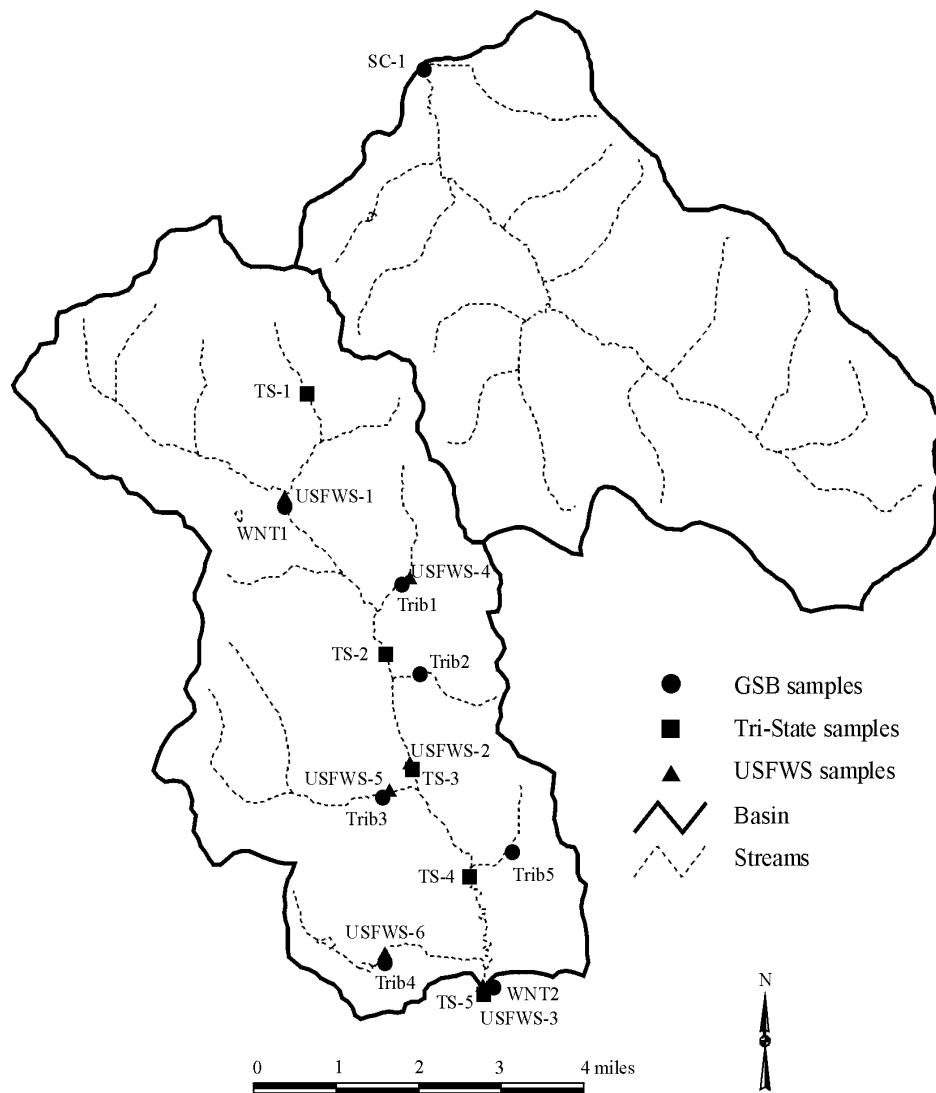 SC-1
TS-1
USFWS-1
WNT1
USFWS-4
Trib1
TS-2
Trib2
GSB samples
Tri-State samples
USFWS-2
USFWS-5
TS-3
USFWS samples
Trib3
Basin
Streams
TS-4
Trib5
USFWS-6
Trib4
TS-5
WNT2
USFWS-3
N
0 1 2 3 4 miles